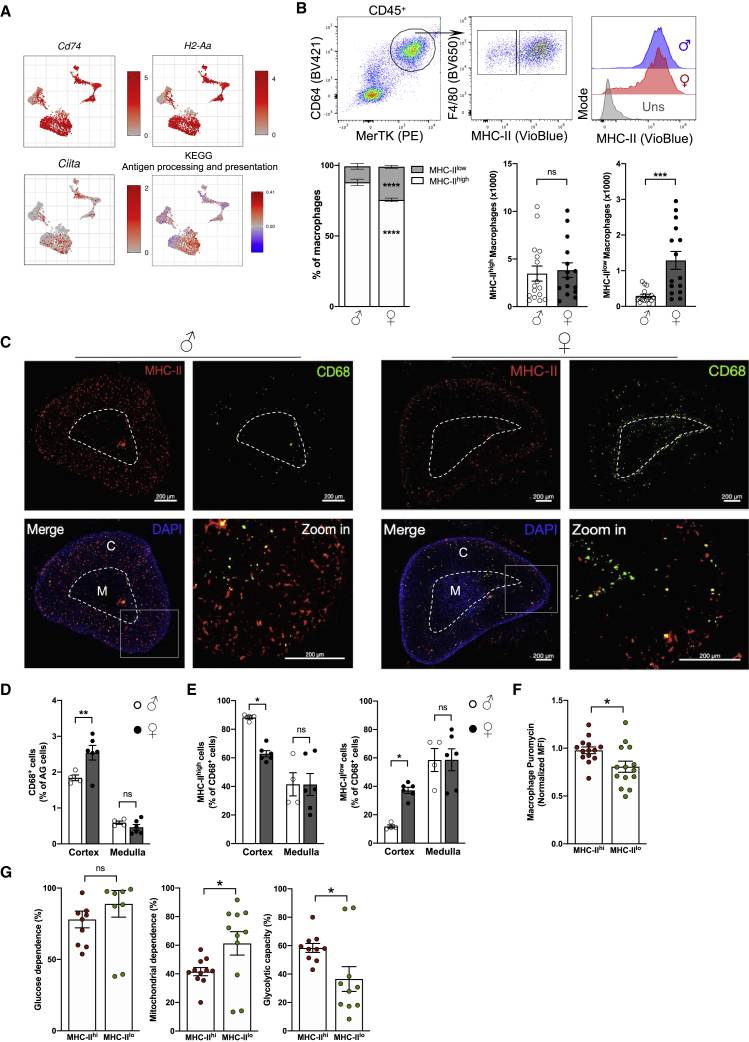 A
Cd74
H2-Aa
5
0
4
0
Ciita
KEGG
Antigen processing and presentation
2
0
0.41
0.00
B
CD45⁺
CD64 (BV421)
MerTK (PE)
F4/80 (BV650)
MHC-II (VioBlue)
Mode
♂
♀
Uns
MHC-II (VioBlue)
% of macrophages
100
50
0
MHC-IIlow
MHC-IIhigh
****
****
♂ ♀
MHC-IIhigh Macrophages (x1000)
15
10
5
0
ns
♂ ♀
MHC-IIlow Macrophages (x1000)
4
3
2
1
0
***
♂ ♀
C
♂
♀
MHC-II
200 µm
CD68
200 µm
MHC-II
200 µm
CD68
200 µm
Merge
DAPI
C
M
200 µm
Zoom in
200 µm
Merge
DAPI
C
M
200 µm
Zoom in
200 µm
D
CD68⁺ cells
(% of AG cells)
4
3
2
1
0
**
ns
♂
♀
Cortex Medulla
E
MHC-IIhigh cells
(% of CD68⁺ cells)
100
80
60
40
20
0
*
ns
Cortex Medulla
MHC-IIlow cells
(% of CD68⁺ cells)
100
80
60
40
20
0
*
ns
♂
♀
Cortex Medulla
F
Macrophage Puromycin
(Normalized MFI)
1.5
1.0
0.5
0.0
*
MHC-IIhi MHC-IIlo
G
Glucose dependence (%)
100
50
0
ns
MHC-IIhi MHC-IIlo
Mitochondrial dependence (%)
100
80
60
40
20
0
*
MHC-IIhi MHC-IIlo
Glycolytic capacity (%)
100
80
60
40
20
0
*
MHC-IIhi MHC-IIlo